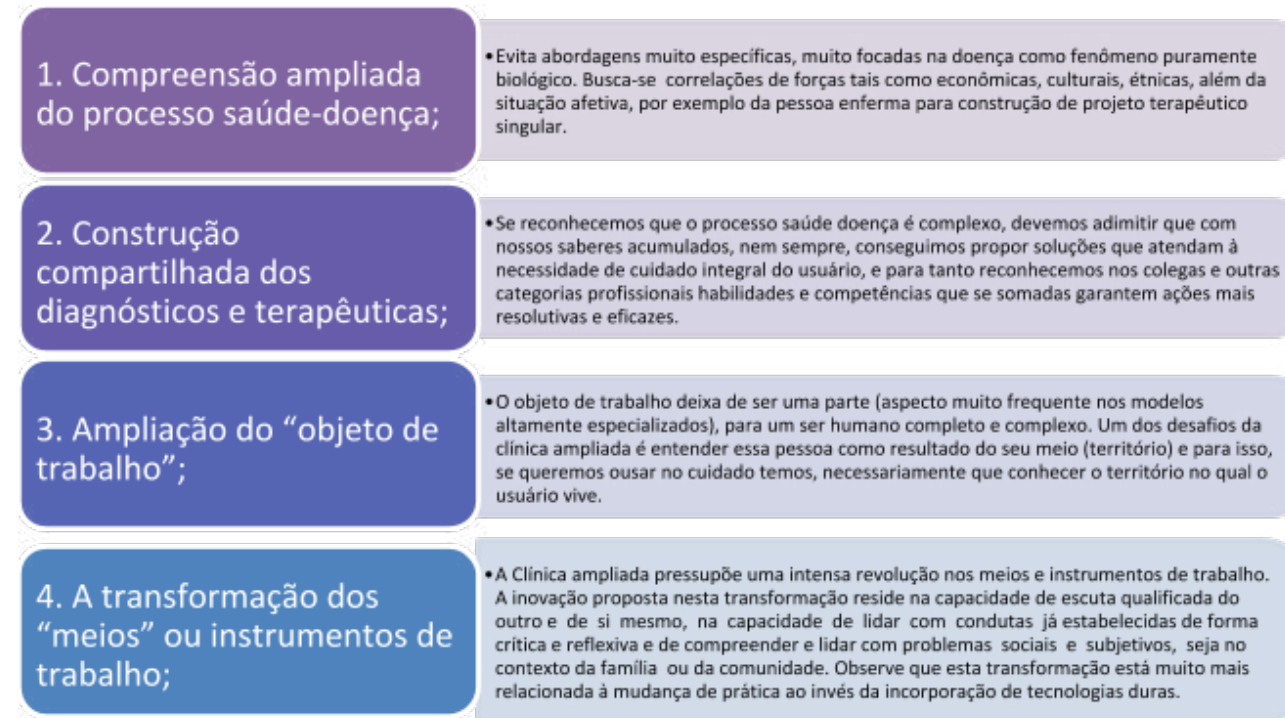 1. Compreensão ampliada
do processo saúde-doença;
•Evita abordagens muito específicas, muito focadas na doença como fenômeno puramente
biológico. Busca-se correlações de forças tais como econômicas, culturais, étnicas, além da
situação afetiva, por exemplo da pessoa enferma para construção de projeto terapêutico
singular.
2. Construção
compartilhada dos
diagnósticos e terapêuticas;
•Se reconhecemos que o processo saúde doença é complexo, devemos adimitir que com
nossos saberes acumulados, nem sempre, conseguimos propor soluções que atendam à
necessidade de cuidado integral do usuário, e para tanto reconhecemos nos colegas e outras
categorias profissionais habilidades e competências que se somadas garantem ações mais
resolutivas e eficazes.
3. Ampliação do “objeto de
trabalho”;
•O objeto de trabalho deixa de ser uma parte (aspecto muito frequente nos modelos
altamente especializados), para um ser humano completo e complexo. Um dos desafios da
clínica ampliada é entender essa pessoa como resultado do seu meio (território) e para isso,
se queremos ousar no cuidado temos, necessariamente que conhecer o território no qual o
usuário vive.
4. A transformação dos
“meios” ou instrumentos de
trabalho;
•A Clínica ampliada pressupõe uma intensa revolução nos meios e instrumentos de trabalho.
A inovação proposta nesta transformação reside na capacidade de escuta qualificada do
outro e de si mesmo, na capacidade de lidar com condutas já estabelecidas de forma
crítica e reflexiva e de compreender e lidar com problemas sociais e subjetivos, seja no
contexto da família ou da comunidade. Observe que esta transformação está muito mais
relacionada à mudança de prática ao invés da incorporação de tecnologias duras.